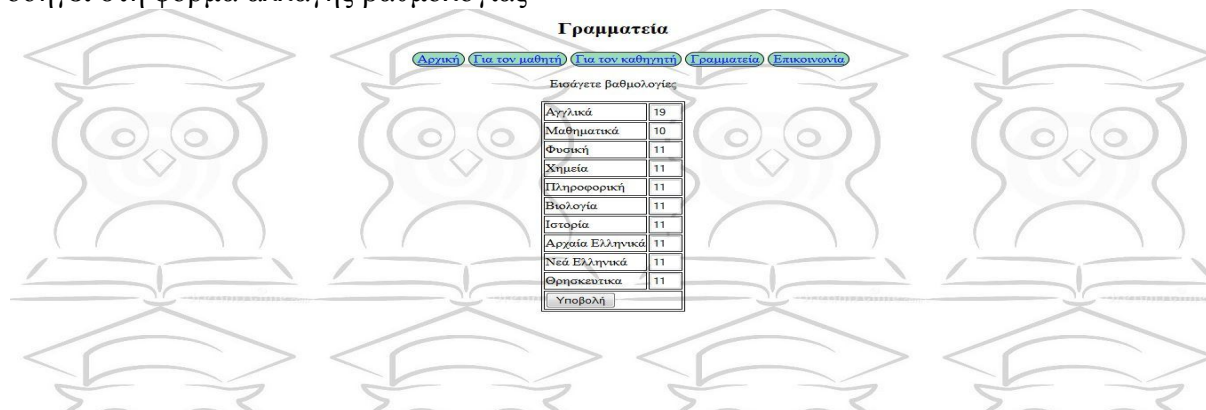 οδηγεί στη φόρμα αλλαγής βαθμολογίας
Γραμματεία
Αρχική Για τον μαθητή Για τον καθηγητή Γραμματεία Επικοινωνία
Εισάγετε βαθμολογίες
Αγγλικά 19
Μαθηματικά 10
Φυσική 11
Χημεία 11
Πληροφορική 11
Βιολογία 11
Ιστορία 11
Αρχαία Ελληνικά 11
Νεά Ελληνικά 11
Θρησκευτικα 11
Υποβολή